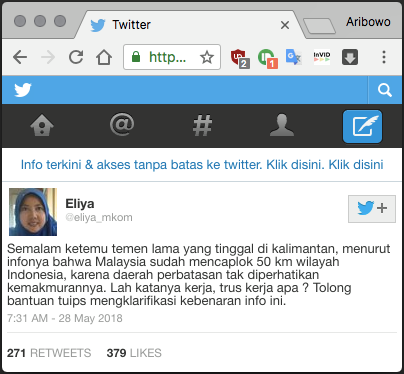 Twitter
Aribowo
http...
2
1
InVID
@
#
Info terkini & akses tanpa batas ke twitter. Klik disini. Klik disini
Eliya
@eliya_mkom
+
Semalam ketemu temen lama yang tinggal di kalimantan, menurut
infonya bahwa Malaysia sudah mencaplok 50 km wilayah
Indonesia, karena daerah perbatasan tak diperhatikan
kemakmurannya. Lah katanya kerja, trus kerja apa ? Tolong
bantuan tuips mengklarifikasi kebenaran info ini.
7:31 AM - 28 May 2018
271 RETWEETS 379 LIKES